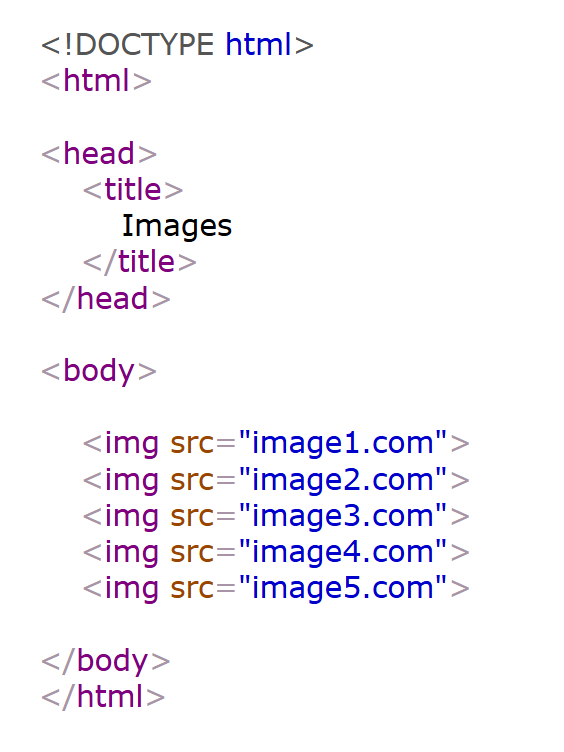 <!DOCTYPE html>
<html>
<head>
<title>
Images
</title>
</head>
<body>
<img src="image1.com">
<img src="image2.com">
<img src="image3.com">
<img src="image4.com">
<img src="image5.com">
</body>
</html>